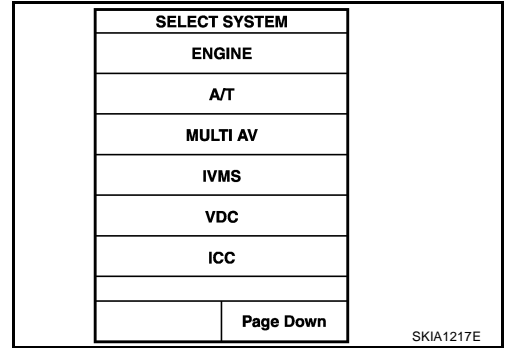 SELECT SYSTEM
ENGINE
A/T
MULTI AV
IVMS
VDC
ICC
Page Down
SKIA1217E